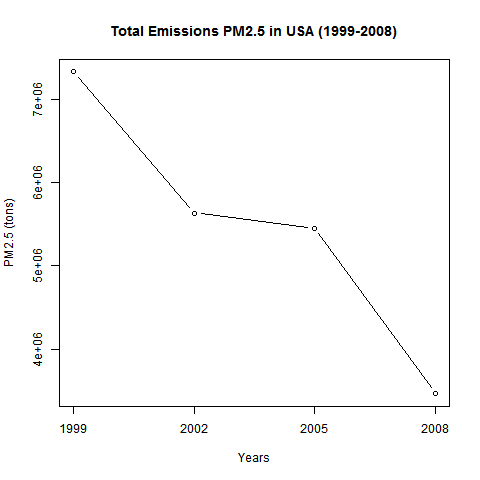 Total Emissions PM2.5 in USA (1999-2008)
PM2.5 (tons)
7e+06
6e+06
5e+06
4e+06
1999 2002 2005 2008
Years